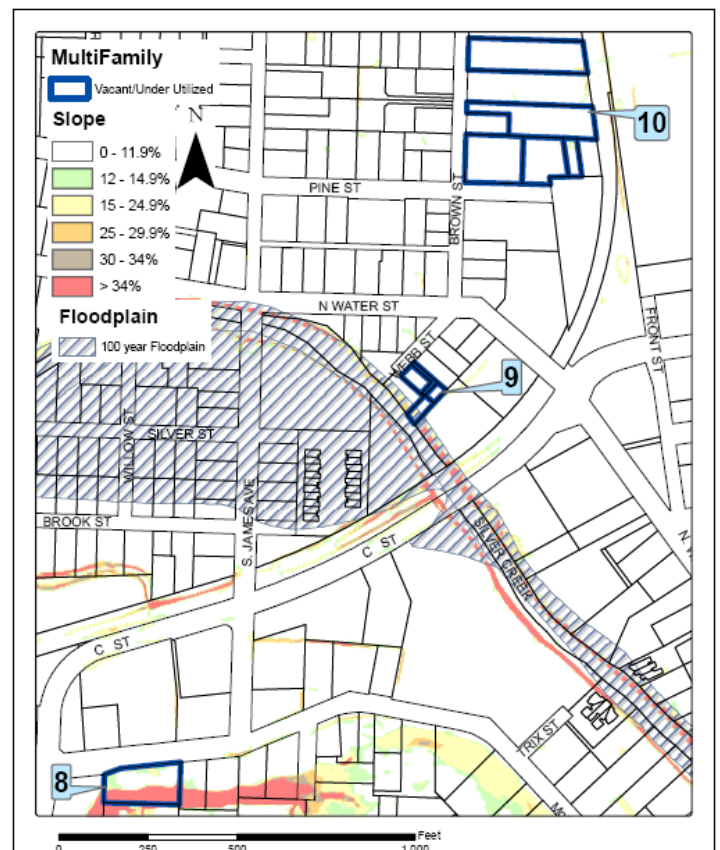 MultiFamily
Vacant/Under Utilized
Slope
N
0 - 11.9%
12 - 14.9%
15 - 24.9%
25 - 29.9%
30 - 34%
> 34%
Floodplain
100 year Floodplain
10
PINE ST
BROWN ST
N WATER ST
FRONT ST
WEBB ST
9
WILLOW ST
SILVER ST
S. JAMES AVE
BROOK ST
C ST
SILVER CREEK
N W
C ST
TRIX ST
8
Feet
0 250 500 1,000